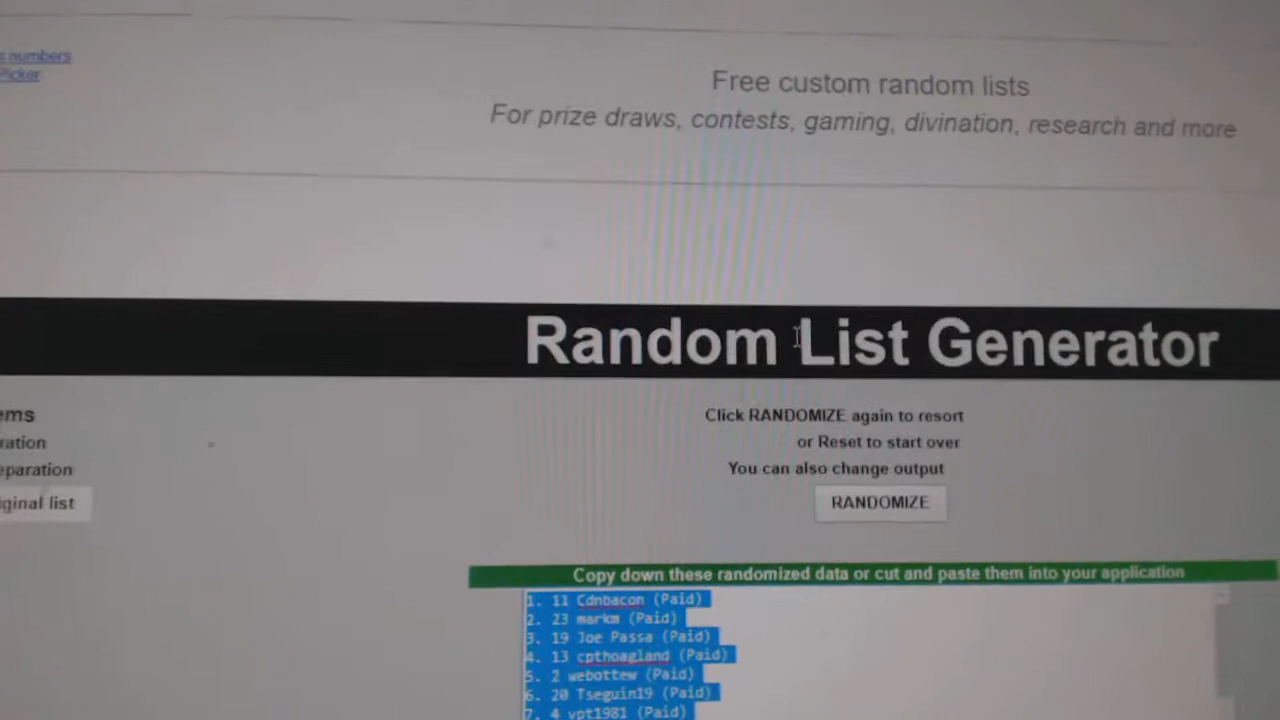 numbers
Picker
Free custom random lists
For prize draws, contests, gaming, divination, research and more
Random List Generator
ems
ration
eparation
ginal list
Click RANDOMIZE again to resort
or Reset to start over
You can also change output
RANDOMIZE
Copy down these randomized data or cut and paste them into your application
1. 11 Cdnbacon (Paid)
2. 23 markm (Paid)
3. 19 Joe Passa (Paid)
4. 13 cpthoagland (Paid)
5. 2 webottew (Paid)
6. 20 Tseguin19 (Paid)
7. 4 vpt1981 (Paid)